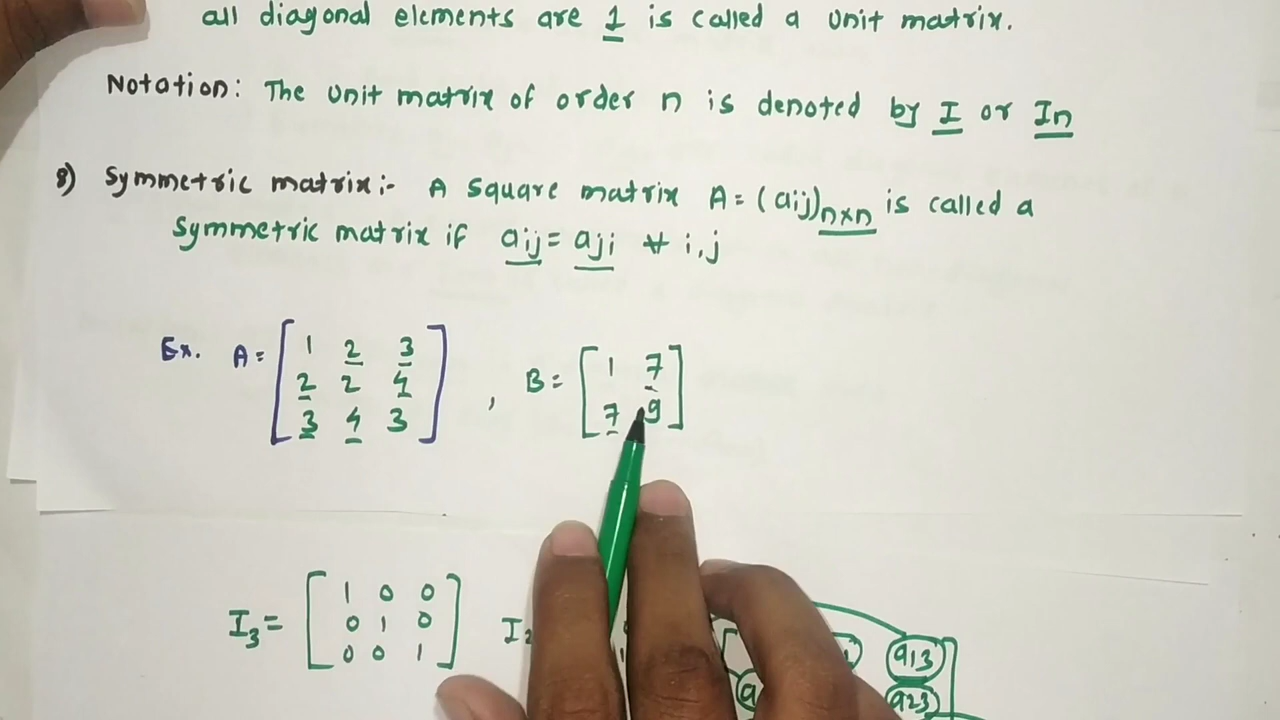 all diagonal elements are 1 is called a unit matrix.
Notation: The unit matrix of order n is denoted by I or In
8) Symmetric matrix:- A square matrix A = (aij)n×n is called a
Symmetric matrix if aij = aji ∀ i,j
Ex. A = [ 1 2 3
2 2 4
3 4 3 ] , B = [ 1 7
7 9 ]
I3 = [ 1 0 0
0 1 0
0 0 1 ]
a13
a23